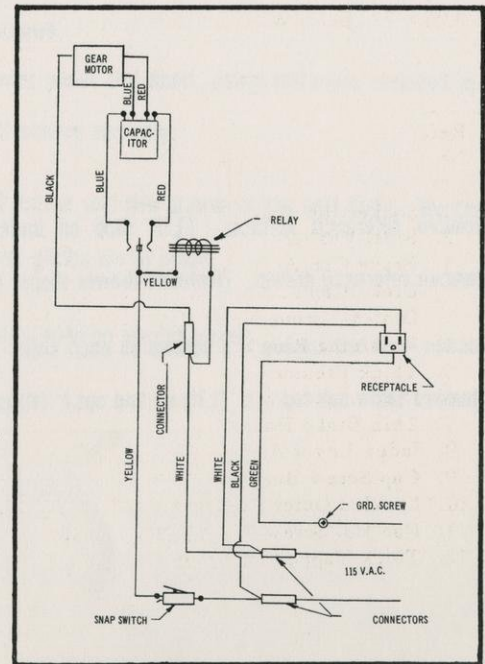 GEAR
MOTOR
BLUE
RED
CAPAC-
ITOR
BLACK
BLUE
RED
RELAY
YELLOW
CONNECTOR
RECEPTACLE
YELLOW
WHITE
WHITE
BLACK
GREEN
GRD. SCREW
115 V.A.C.
SNAP SWITCH
CONNECTORS